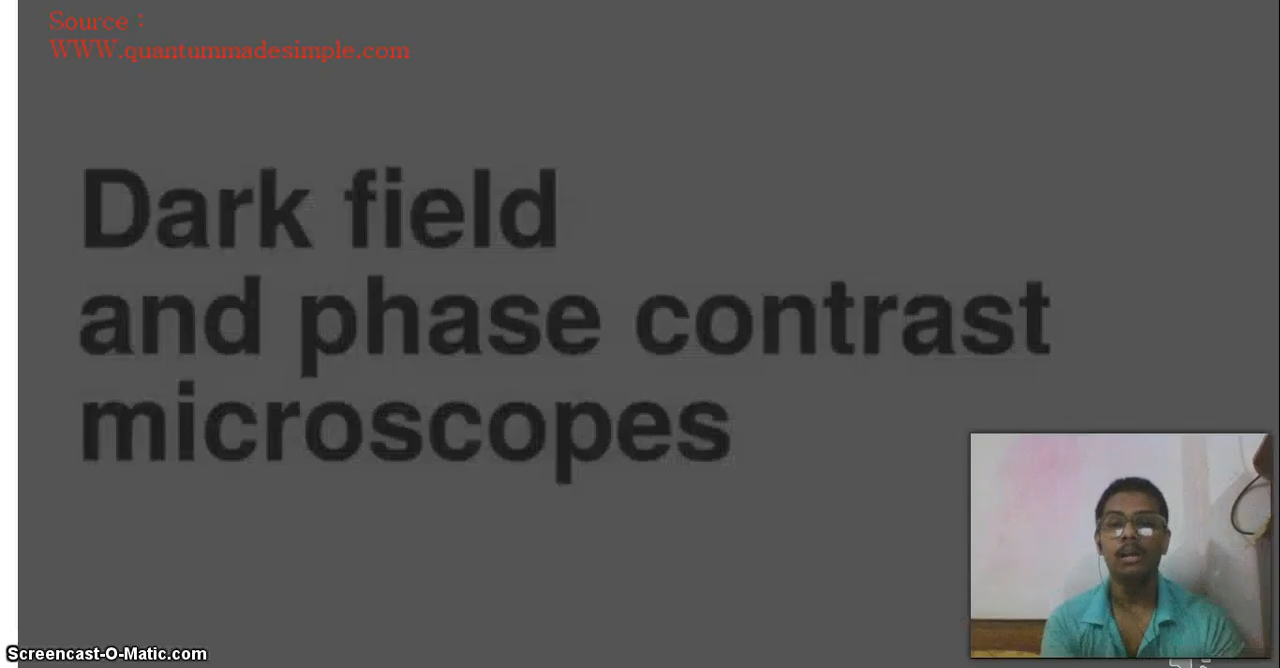 Source :
WWW.quantummadesimple.com
Dark field
and phase contrast
microscopes
Screencast-O-Matic.com